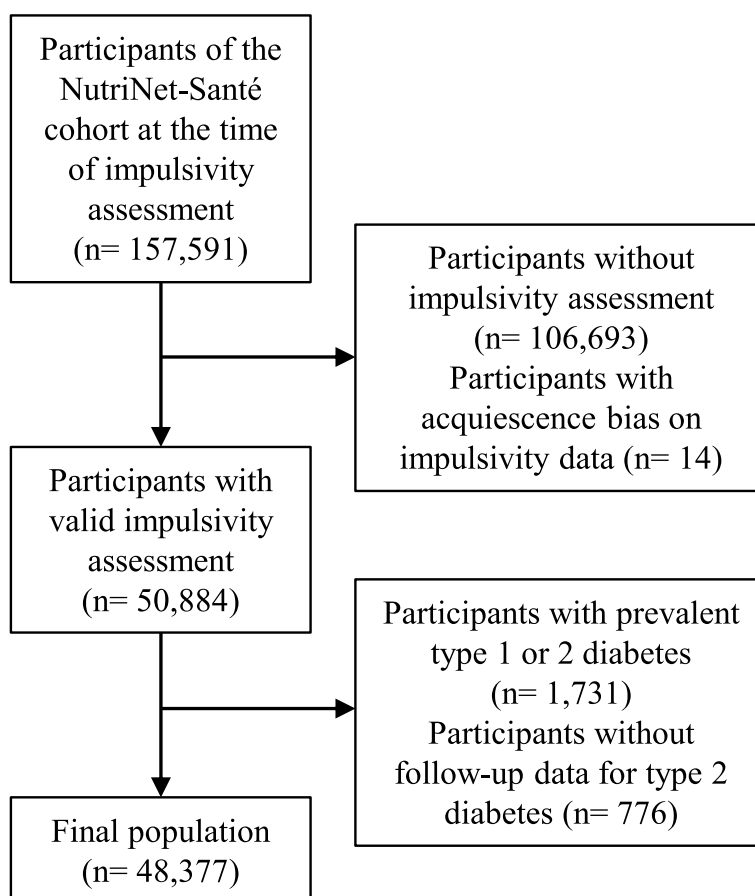 Participants of the
NutriNet-Santé
cohort at the time
of impulsivity
assessment
(n= 157,591)
Participants without
impulsivity assessment
(n= 106,693)
Participants with
acquiescence bias on
impulsivity data (n= 14)
Participants with
valid impulsivity
assessment
(n= 50,884)
Participants with prevalent
type 1 or 2 diabetes
(n= 1,731)
Participants without
follow-up data for type 2
diabetes (n= 776)
Final population
(n= 48,377)